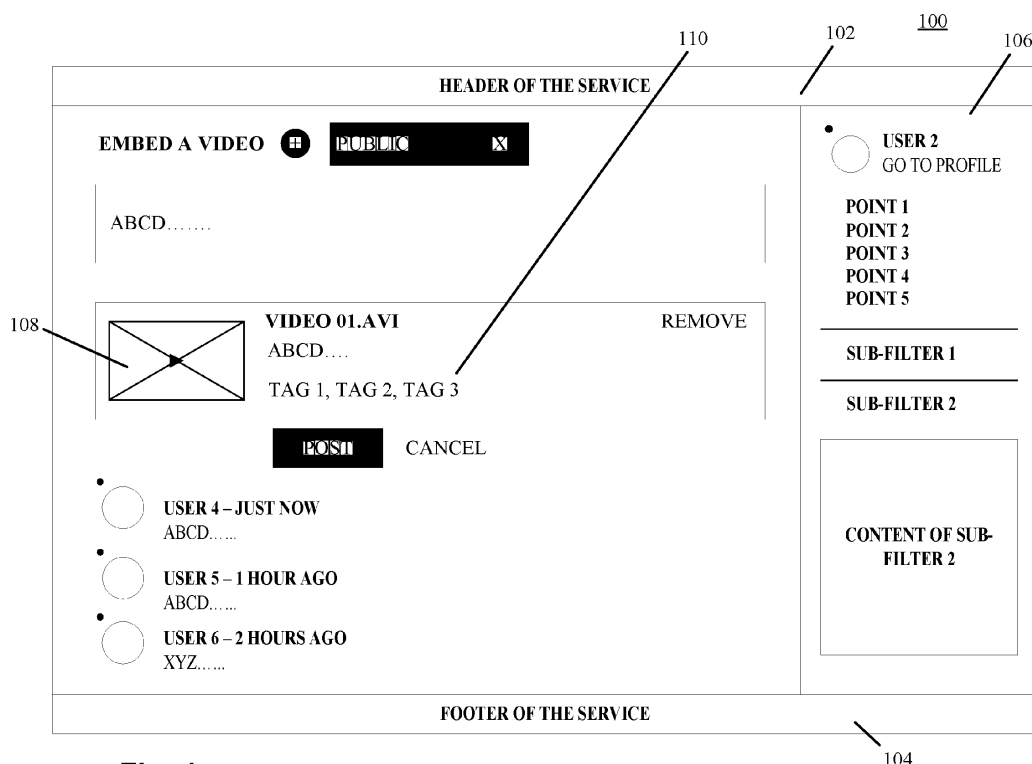 100
110
102
106
HEADER OF THE SERVICE
EMBED A VIDEO
PUBLIC X
ABCD…….
108
VIDEO 01.AVI
REMOVE
ABCD….
TAG 1, TAG 2, TAG 3
POST
CANCEL
USER 4 – JUST NOW
ABCD…...
USER 5 – 1 HOUR AGO
ABCD…...
USER 6 – 2 HOURS AGO
XYZ…...
USER 2
GO TO PROFILE
POINT 1
POINT 2
POINT 3
POINT 4
POINT 5
SUB-FILTER 1
SUB-FILTER 2
CONTENT OF SUB-
FILTER 2
FOOTER OF THE SERVICE
104